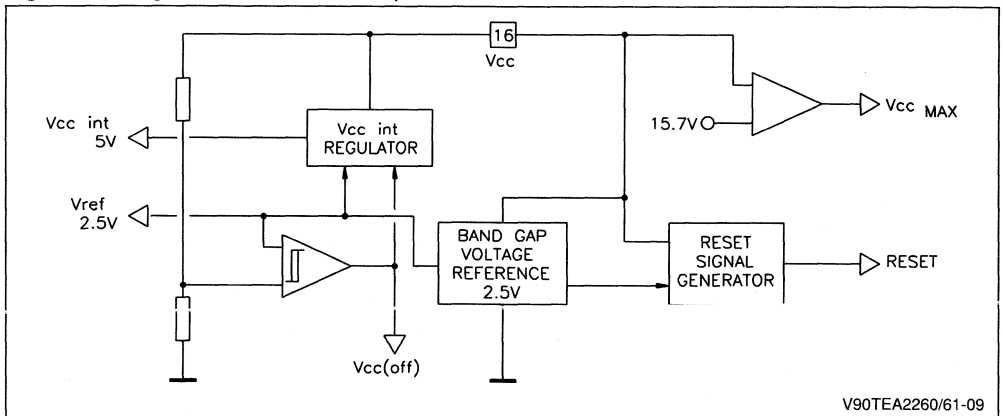 16
Vcc
Vcc MAX
15.7V
Vcc int
5V
Vcc int
REGULATOR
Vref
2.5V
BAND GAP
VOLTAGE
REFERENCE
2.5V
RESET
SIGNAL
GENERATOR
RESET
Vcc(off)
V90TEA2260/61-09